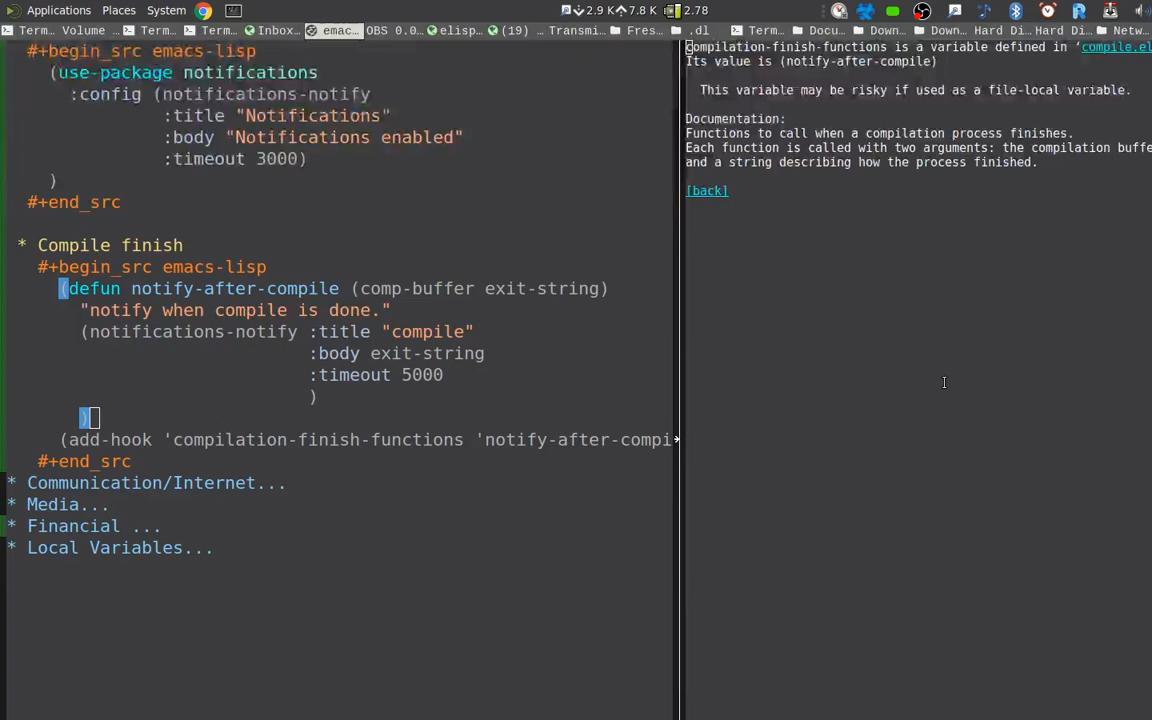 Applications Places System 2.9 K 7.8 K 2.78
Term... Volume ... Term... Term... Inbox... emac... OBS 0.0... elisp... (19) ... Transmi... Fres... .dl Term... Docu... Down... Down... Hard Di... Hard Di... Netw...
#+begin_src emacs-lisp
(use-package notifications
:config (notifications-notify
:title "Notifications"
:body "Notifications enabled"
:timeout 3000)
)
#+end_src
* Compile finish
#+begin_src emacs-lisp
(defun notify-after-compile (comp-buffer exit-string)
"notify when compile is done."
(notifications-notify :title "compile"
:body exit-string
:timeout 5000
)
)
(add-hook 'compilation-finish-functions 'notify-after-compi
#+end_src
* Communication/Internet...
* Media...
* Financial ...
* Local Variables...
compilation-finish-functions is a variable defined in ‘compile.el
Its value is (notify-after-compile)
This variable may be risky if used as a file-local variable.
Documentation:
Functions to call when a compilation process finishes.
Each function is called with two arguments: the compilation buffe
and a string describing how the process finished.
[back]